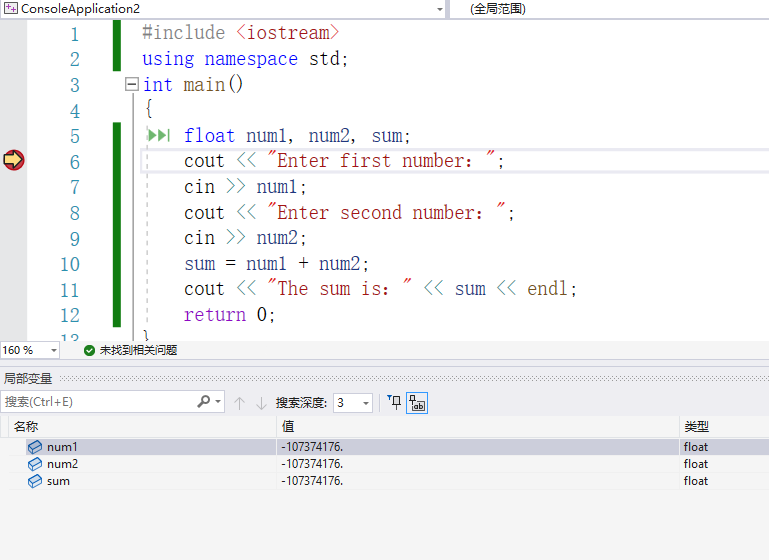 ConsoleApplication2 (全局范围)
1 #include <iostream>
2 using namespace std;
3 int main()
4 {
5 float num1, num2, sum;
6 cout << "Enter first number: ";
7 cin >> num1;
8 cout << "Enter second number: ";
9 cin >> num2;
10 sum = num1 + num2;
11 cout << "The sum is: " << sum << endl;
12 return 0;
13 }
160 % 未找到相关问题
局部变量
搜索(Ctrl+E) 搜索深度: 3
名称 值 类型
num1 -107374176. float
num2 -107374176. float
sum -107374176. float